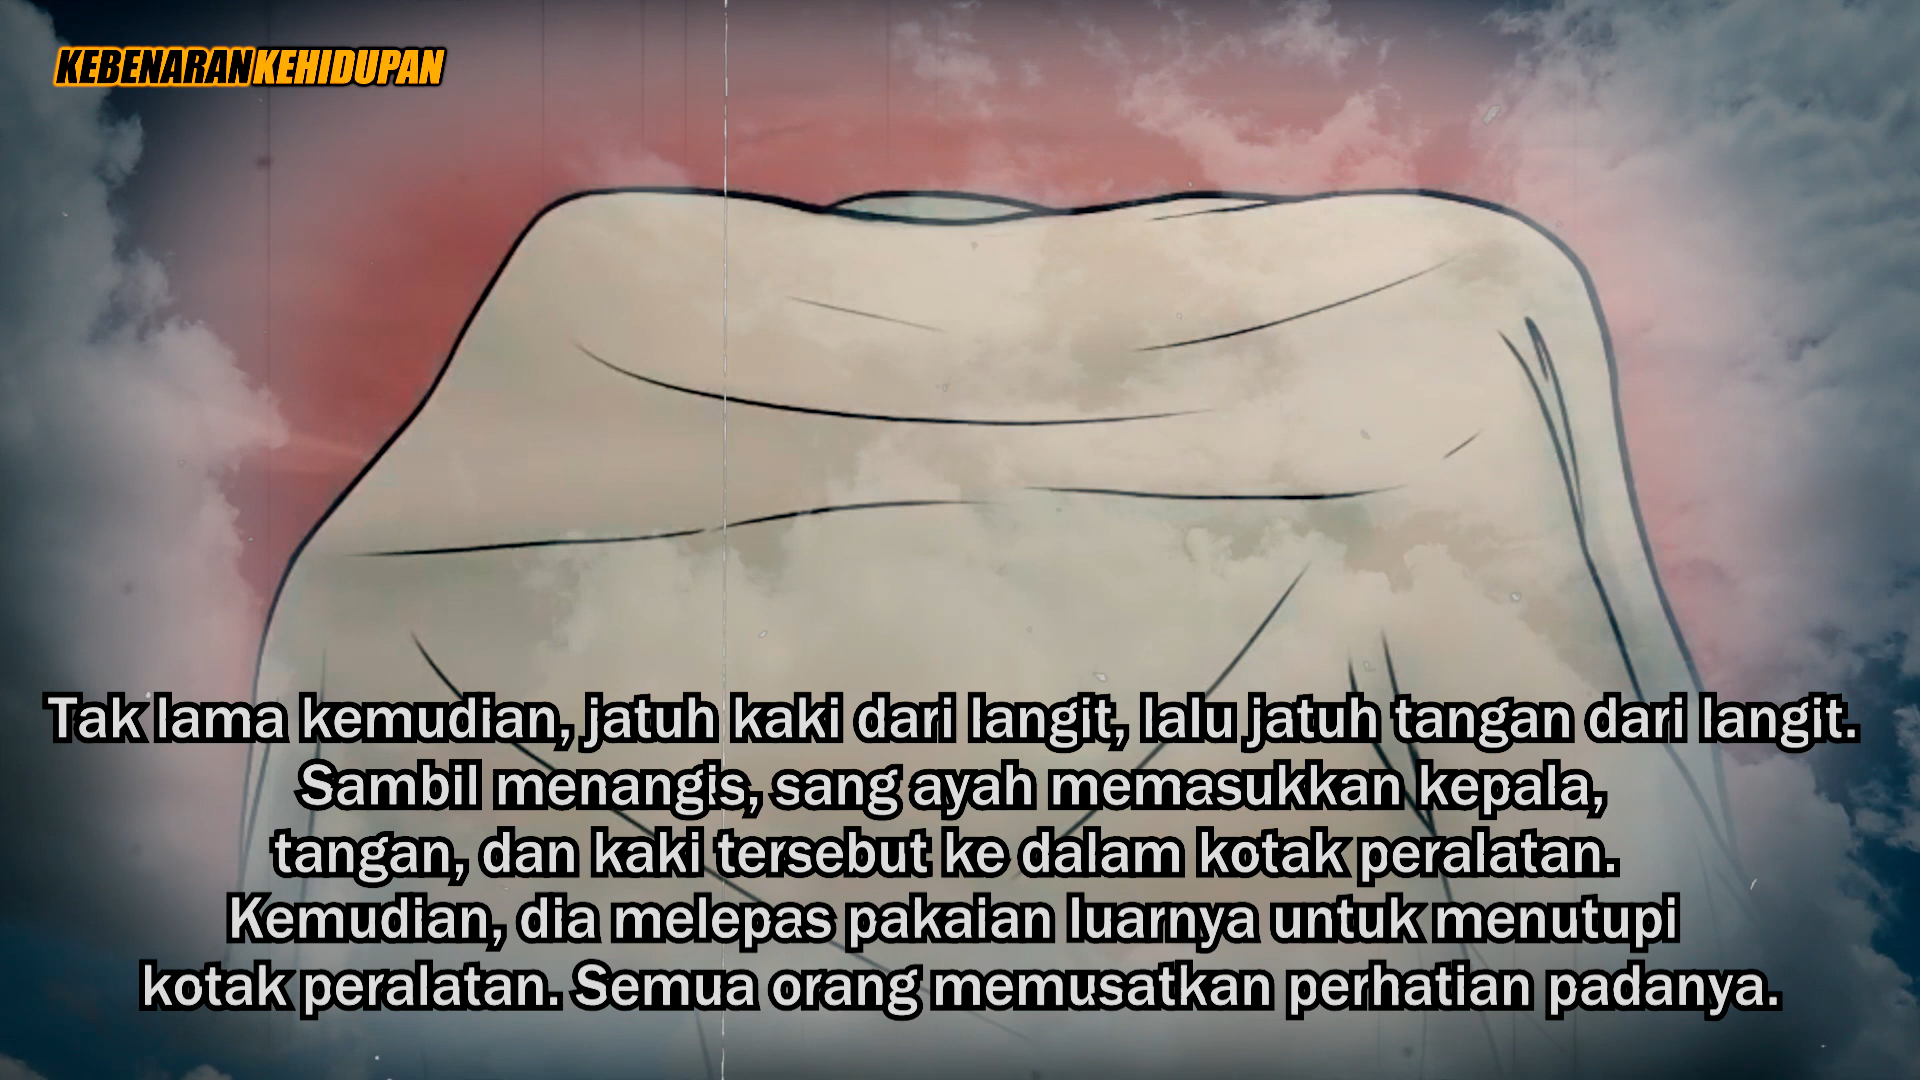 KEBENARANKEHIDUPAN
Tak lama kemudian, jatuh kaki dari langit, lalu jatuh tangan dari langit.
Sambil menangis, sang ayah memasukkan kepala,
tangan, dan kaki tersebut ke dalam kotak peralatan.
Kemudian, dia melepas pakaian luarnya untuk menutupi
kotak peralatan. Semua orang memusatkan perhatian padanya.